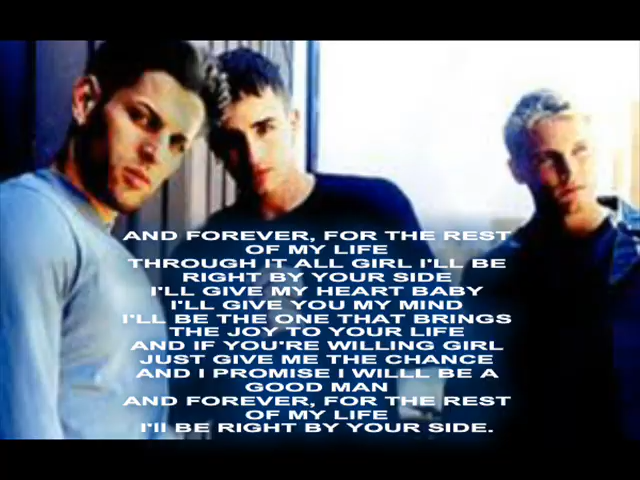 AND FOREVER, FOR THE REST
OF MY LIFE
THROUGH IT ALL GIRL I'LL BE
RIGHT BY YOUR SIDE
I'LL GIVE MY HEART BABY
I'LL GIVE YOU MY MIND
I'LL BE THE ONE THAT BRINGS
THE JOY TO YOUR LIFE
AND IF YOU'RE WILLING GIRL
JUST GIVE ME THE CHANCE
AND I PROMISE I WILLL BE A
GOOD MAN
AND FOREVER, FOR THE REST
OF MY LIFE
I'll BE RIGHT BY YOUR SIDE.